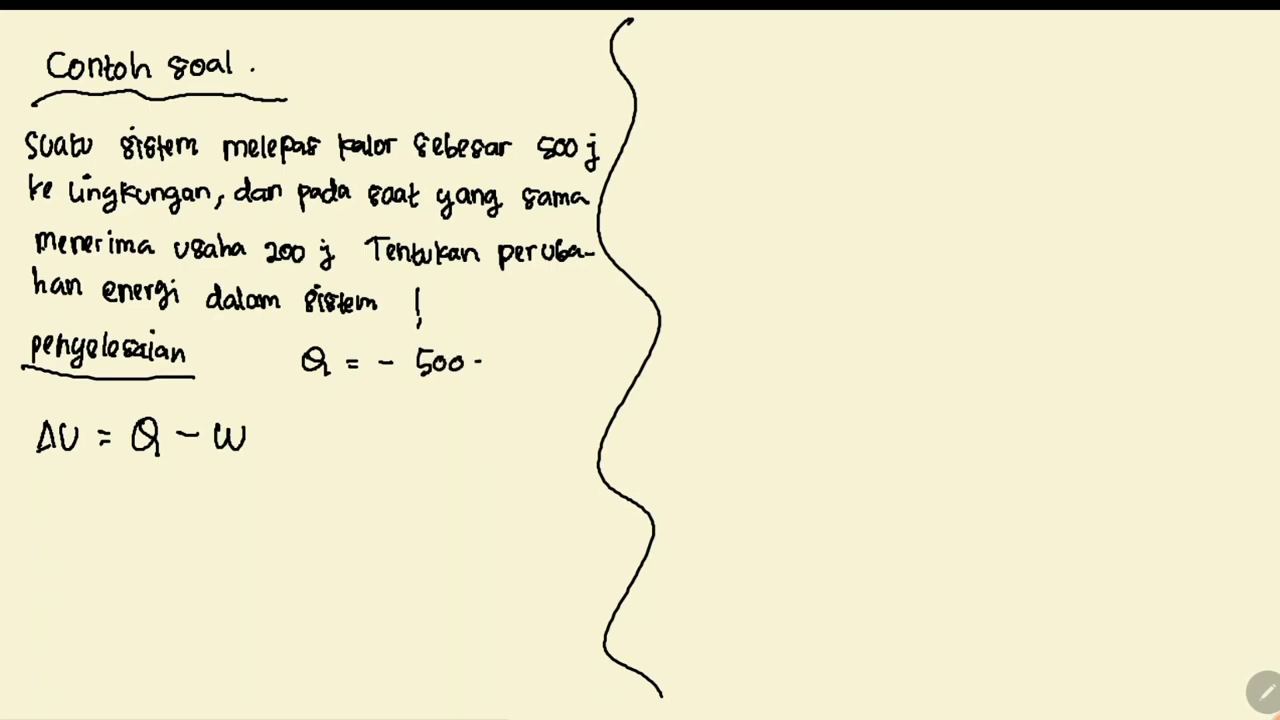 Contoh soal.
Suatu sistem melepas kalor sebesar 500 j
ke lingkungan, dan pada saat yang sama
menerima usaha 200 j Tentukan peruba-
han energi dalam sistem !
penyelesaian
Q = - 500 -
ΔU = Q - W